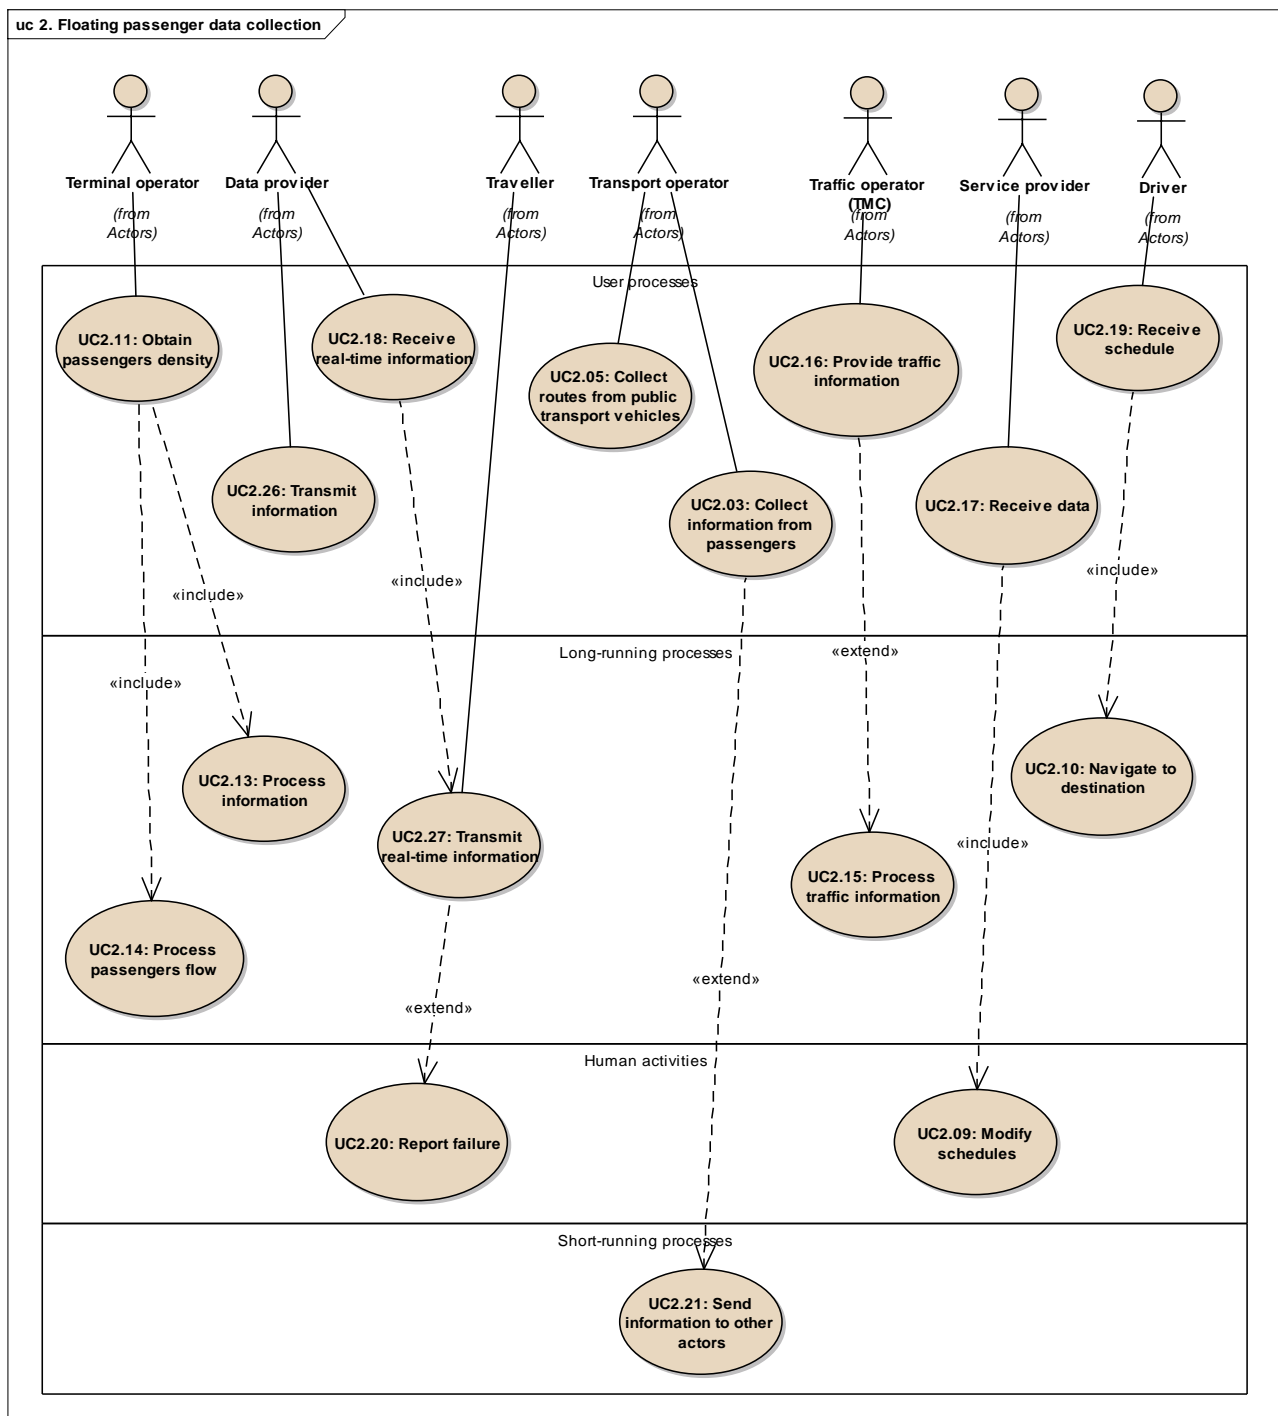 uc 2. Floating passenger data collection
Terminal operator
(from
Actors)
Data provider
(from
Actors)
Traveller
(from
Actors)
Transport operator
(from
Actors)
Traffic operator
(TMC)
(from
Actors)
Service provider
(from
Actors)
Driver
(from
Actors)
User processes
UC2.11: Obtain
passengers density
UC2.18: Receive
real-time information
UC2.05: Collect
routes from public
transport vehicles
UC2.16: Provide traffic
information
UC2.19: Receive
schedule
UC2.26: Transmit
information
UC2.03: Collect
information from
passengers
UC2.17: Receive data
«include»
«include»
«include»
Long-running processes
«extend»
«include»
UC2.13: Process
information
UC2.10: Navigate to
destination
UC2.27: Transmit
real-time information
«include»
UC2.15: Process
traffic information
UC2.14: Process
passengers flow
«extend»
«extend»
Human activities
UC2.20: Report failure
UC2.09: Modify
schedules
Short-running processes
UC2.21: Send
information to other
actors